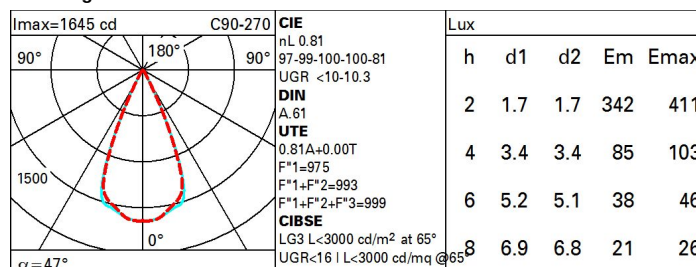 Imax=1645 cd C90-270
90° 180° 90°
1500
0°
α=47°
CIE
nL 0.81
97-99-100-100-81
UGR <10-10.3
DIN
A.61
UTE
0.81A+0.00T
F"1=975
F"1+F"2=993
F"1+F"2+F"3=999
CIBSE
LG3 L<3000 cd/m² at 65°
UGR<16 | L<3000 cd/mq @65°
Lux
h d1 d2 Em Emax
2 1.7 1.7 342 411
4 3.4 3.4 85 103
6 5.2 5.1 38 46
8 6.9 6.8 21 26